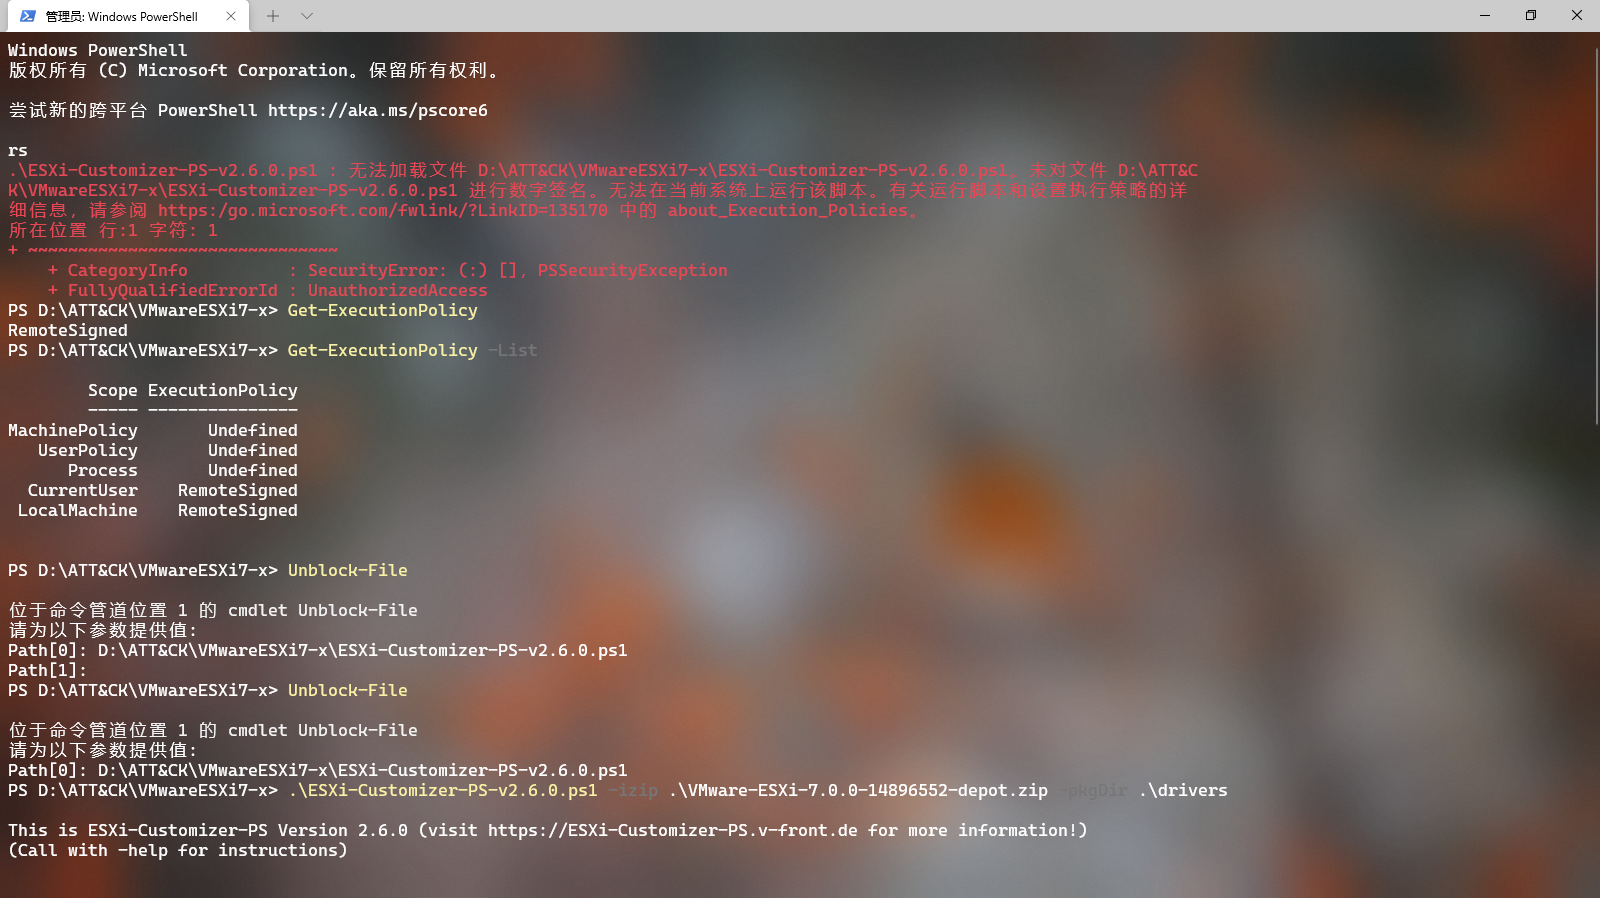 管理员: Windows PowerShell
Windows PowerShell
版权所有 (C) Microsoft Corporation。保留所有权利。
尝试新的跨平台 PowerShell https://aka.ms/pscore6
rs
.\ESXi-Customizer-PS-v2.6.0.ps1 : 无法加载文件 D:\ATT&CK\VMwareESXi7-x\ESXi-Customizer-PS-v2.6.0.ps1。未对文件 D:\ATT&C
K\VMwareESXi7-x\ESXi-Customizer-PS-v2.6.0.ps1 进行数字签名。无法在当前系统上运行该脚本。有关运行脚本和设置执行策略的详
细信息，请参阅 https:/go.microsoft.com/fwlink/?LinkID=135170 中的 about_Execution_Policies。
所在位置 行:1 字符: 1
+ ~~~~~~~~~~~~~~~~~~~~~~~~~~~~~~~
    + CategoryInfo          : SecurityError: (:) []，PSSecurityException
    + FullyQualifiedErrorId : UnauthorizedAccess
PS D:\ATT&CK\VMwareESXi7-x> Get-ExecutionPolicy
RemoteSigned
PS D:\ATT&CK\VMwareESXi7-x> Get-ExecutionPolicy -List
        Scope ExecutionPolicy
        ----- ---------------
MachinePolicy       Undefined
   UserPolicy       Undefined
      Process       Undefined
  CurrentUser    RemoteSigned
 LocalMachine    RemoteSigned
PS D:\ATT&CK\VMwareESXi7-x> Unblock-File
位于命令管道位置 1 的 cmdlet Unblock-File
请为以下参数提供值:
Path[0]: D:\ATT&CK\VMwareESXi7-x\ESXi-Customizer-PS-v2.6.0.ps1
Path[1]:
PS D:\ATT&CK\VMwareESXi7-x> Unblock-File
位于命令管道位置 1 的 cmdlet Unblock-File
请为以下参数提供值:
Path[0]: D:\ATT&CK\VMwareESXi7-x\ESXi-Customizer-PS-v2.6.0.ps1
PS D:\ATT&CK\VMwareESXi7-x> .\ESXi-Customizer-PS-v2.6.0.ps1 -izip .\VMware-ESXi-7.0.0-14896552-depot.zip -pkgDir .\drivers
This is ESXi-Customizer-PS Version 2.6.0 (visit https://ESXi-Customizer-PS.v-front.de for more information!)
(Call with -help for instructions)